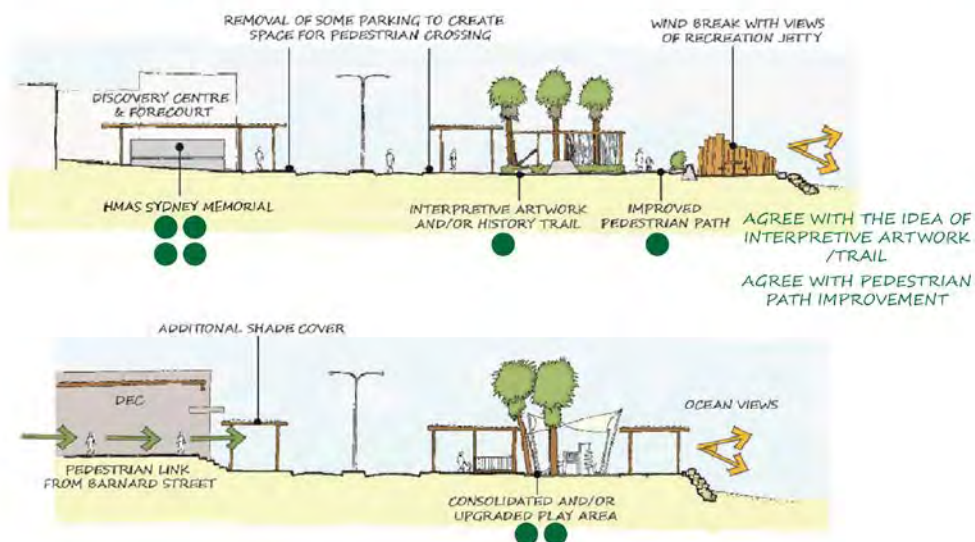 REMOVAL OF SOME PARKING TO CREATE
SPACE FOR PEDESTRIAN CROSSING
WIND BREAK WITH VIEWS
OF RECREATION JETTY
DISCOVERY CENTRE
& FORECOURT
HMAS SYDNEY MEMORIAL
INTERPRETIVE ARTWORK
AND/OR HISTORY TRAIL
IMPROVED
PEDESTRIAN PATH
AGREE WITH THE IDEA OF
INTERPRETIVE ARTWORK
/TRAIL
AGREE WITH PEDESTRIAN
PATH IMPROVEMENT
ADDITIONAL SHADE COVER
DEC
OCEAN VIEWS
PEDESTRIAN LINK
FROM BARNARD STREET
CONSOLIDATED AND/OR
UPGRADED PLAY AREA